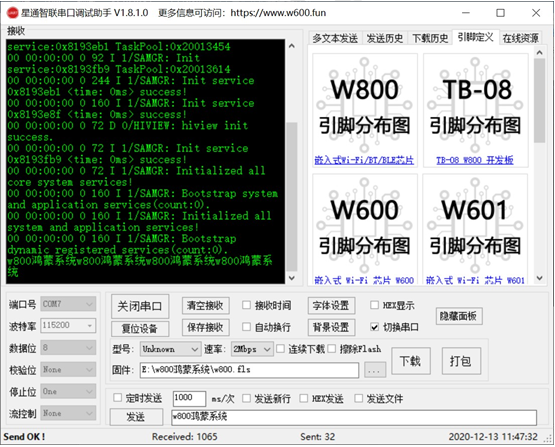 星通智联串口调试助手 V1.8.1.0 更多信息可访问：https://www.w600.fun
接收
service:0x8193eb1 TaskPool:0x20013454
00 00:00:00 0 92 I 1/SAMGR: Init
service:0x8193fb9 TaskPool:0x20013614
00 00:00:00 0 244 I 1/SAMGR: Init service
0x8193eb1 <time: 0ms> success!
00 00:00:00 0 160 I 1/SAMGR: Init service
0x8193e8f <time: 0ms> success!
00 00:00:00 0 72 D 0/HIVIEW: hiview init
success.
00 00:00:00 0 72 I 1/SAMGR: Init service
0x8193fb9 <time: 0ms> success!
00 00:00:00 0 72 I 1/SAMGR: Initialized all
core system services!
00 00:00:00 0 160 I 1/SAMGR: Bootstrap system
and application services(count:0).
00 00:00:00 0 160 I 1/SAMGR: Initialized all
system and application services!
00 00:00:00 0 160 I 1/SAMGR: Bootstrap
dynamic registered services(count:0).
w800鸿蒙系统w800鸿蒙系统w800鸿蒙系统w800鸿蒙系
统
多文本发送 发送历史 下载历史 引脚定义 在线资源
W800
引脚分布图
嵌入式Wi-Fi/BT/BLE芯片
TB-08
引脚分布图
TB-08 W800 开发板
W600
引脚分布图
嵌入式 Wi-Fi 芯片 W600
W601
引脚分布图
嵌入式 Wi-Fi 芯片 W601
端口号 COM7
波特率 115200
数据位 8
校验位 None
停止位 One
流控制 None
关闭串口 清空接收 接收时间 字体设置 HEX显示 隐藏面板
复位设备 保存接收 自动换行 背景设置 切换串口
型号: Unknown 速率: 2Mbps 连续下载 擦除Flash 下载 打包
固件: E:\w800鸿蒙系统\w800.fls ...
定时发送 1000 ms/次 发送新行 HEX发送 发送文件
发送 w800鸿蒙系统
Send OK ! Received: 1065 Sent: 32 2020-12-13 11:47:32